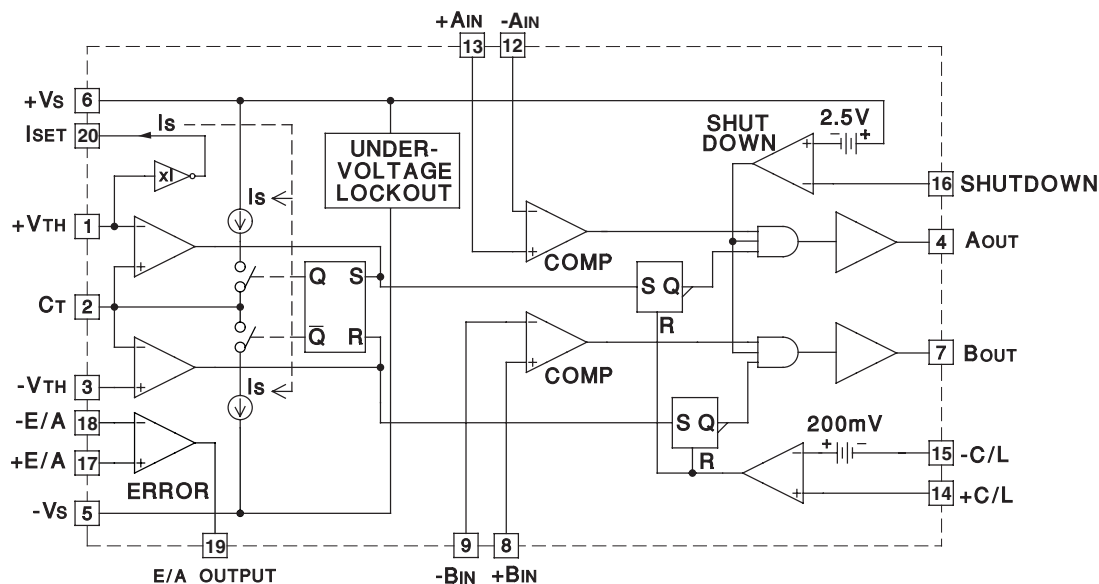 +AIN -AIN
13 12
+VS 6
ISET 20
IS
xI
UNDER-
VOLTAGE
LOCKOUT
2.5V
- +
SHUT
DOWN
+
-
16 SHUTDOWN
+VTH 1
-
+
IS
-
+
COMP
4 AOUT
CT 2
Q S
Q̅ R
S Q
R
-
+
COMP
7 BOUT
-VTH 3
-
+
IS
-E/A 18
+E/A 17
-
+
ERROR
S Q
R
200mV
+ -
-
+
15 -C/L
14 +C/L
-VS 5
19
E/A OUTPUT
9 8
-BIN +BIN